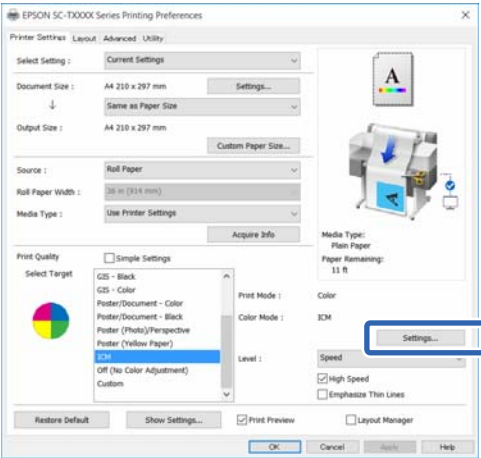 EPSON SC-TXXXX Series Printing Preferences
Printer Settings Layout Advanced Utility
Select Setting : Current Settings
Document Size : A4 210 x 297 mm Settings...
Same as Paper Size
Output Size : A4 210 x 297 mm
Custom Paper Size...
Source : Roll Paper
Roll Paper Width : 36 in (914 mm)
Media Type : Use Printer Settings
Acquire Info
A
Media Type:
Plain Paper
Paper Remaining:
11 ft
Print Quality Simple Settings
Select Target
GIS - Black
GIS - Color
Poster/Document - Color
Poster/Document - Black
Poster (Photo)/Perspective
Poster (Yellow Paper)
ICM
Off (No Color Adjustment)
Custom
Print Mode : Color
Color Mode : ICM
Settings...
Level : Speed
High Speed
Emphasize Thin Lines
Restore Default Show Settings... Print Preview Layout Manager
OK Cancel Apply Help